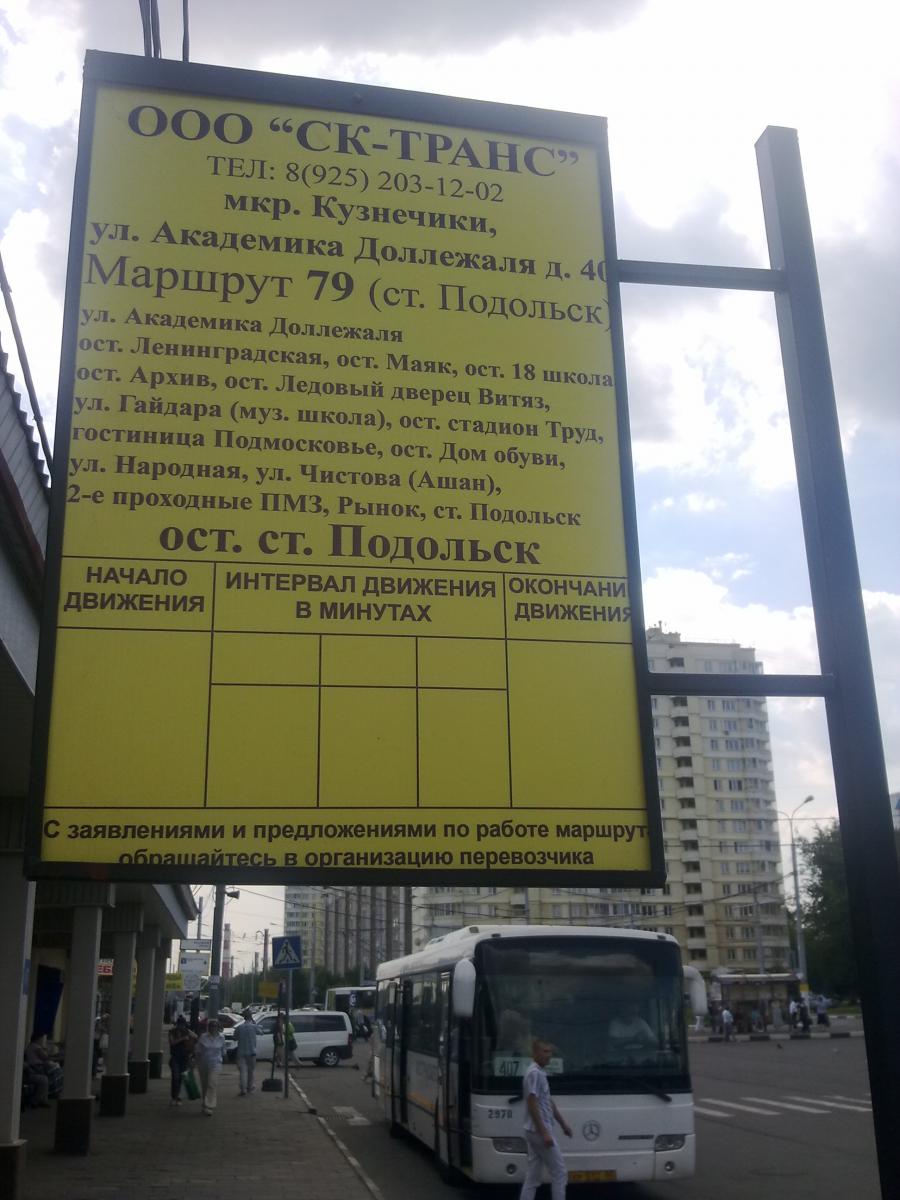 ООО “СК-ТРАНС”
ТЕЛ: 8(925) 203-12-02
мкр. Кузнечики,
ул. Академика Доллежаля д. 40
Маршрут 79 (ст. Подольск)
ул. Академика Доллежаля
ост. Ленинградская, ост. Маяк, ост. 18 школа
ост. Архив, ост. Ледовый дворец Витяз,
ул. Гайдара (муз. школа), ост. стадион Труд,
гостиница Подмосковье, ост. Дом обуви,
ул. Народная, ул. Чистова (Ашан),
2-е проходные ПМЗ, Рынок, ст. Подольск
ост. ст. Подольск
НАЧАЛО ДВИЖЕНИЯ
ИНТЕРВАЛ ДВИЖЕНИЯ В МИНУТАХ
ОКОНЧАНИ ДВИЖЕНИЯ
С заявлениями и предложениями по работе маршрут
обращайтесь в организацию перевозчика
407
2970